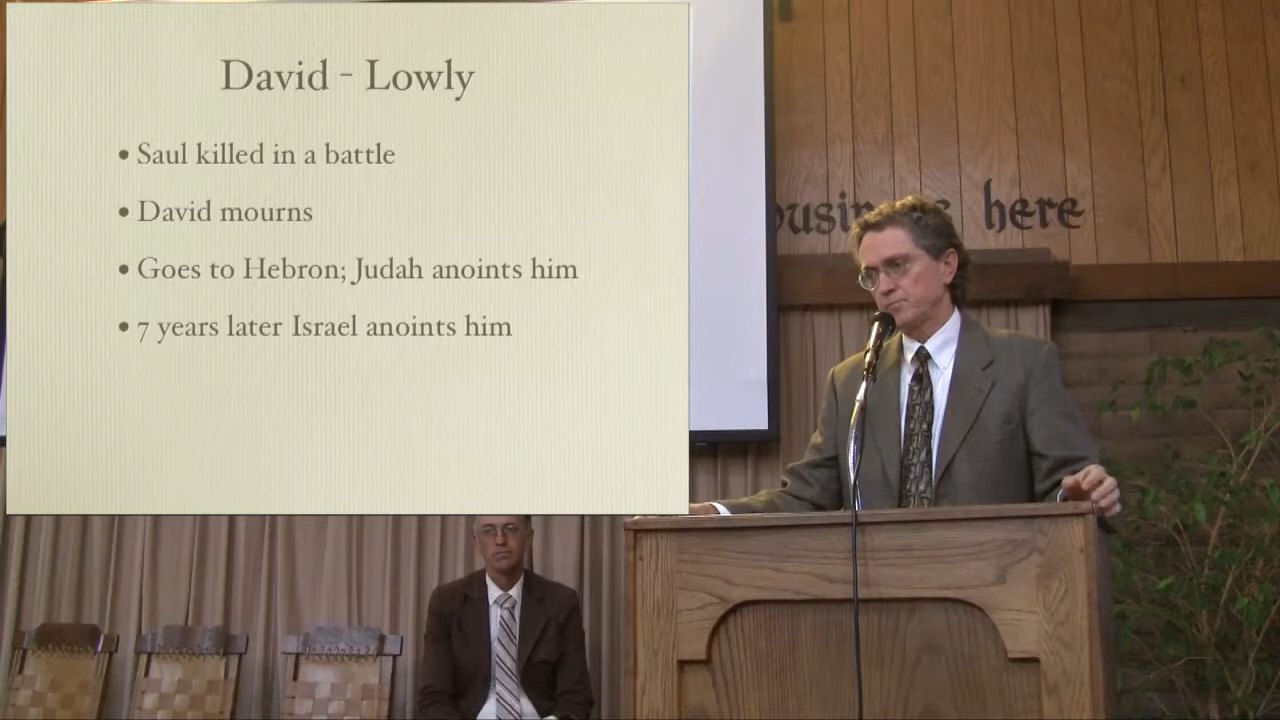 David - Lowly
• Saul killed in a battle
• David mourns
• Goes to Hebron; Judah anoints him
• 7 years later Israel anoints him
here